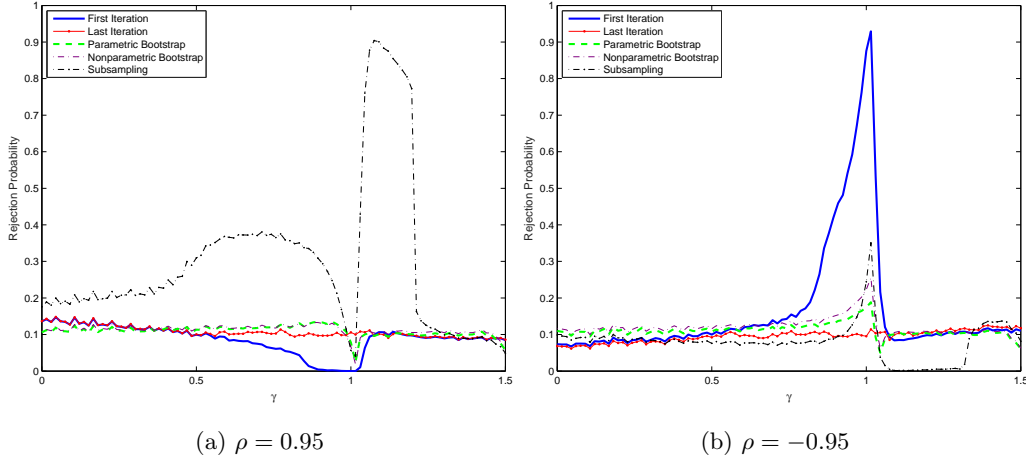 First Iteration
Last Iteration
Parametric Bootstrap
Nonparametric Bootstrap
Subsampling
Rejection Probability
1
0.9
0.8
0.7
0.6
0.5
0.4
0.3
0.2
0.1
0
0 0.5 1 1.5
γ
(a) ρ = 0.95
First Iteration
Last Iteration
Parametric Bootstrap
Nonparametric Bootstrap
Subsampling
Rejection Probability
1
0.9
0.8
0.7
0.6
0.5
0.4
0.3
0.2
0.1
0
0 0.5 1 1.5
γ
(b) ρ = −0.95